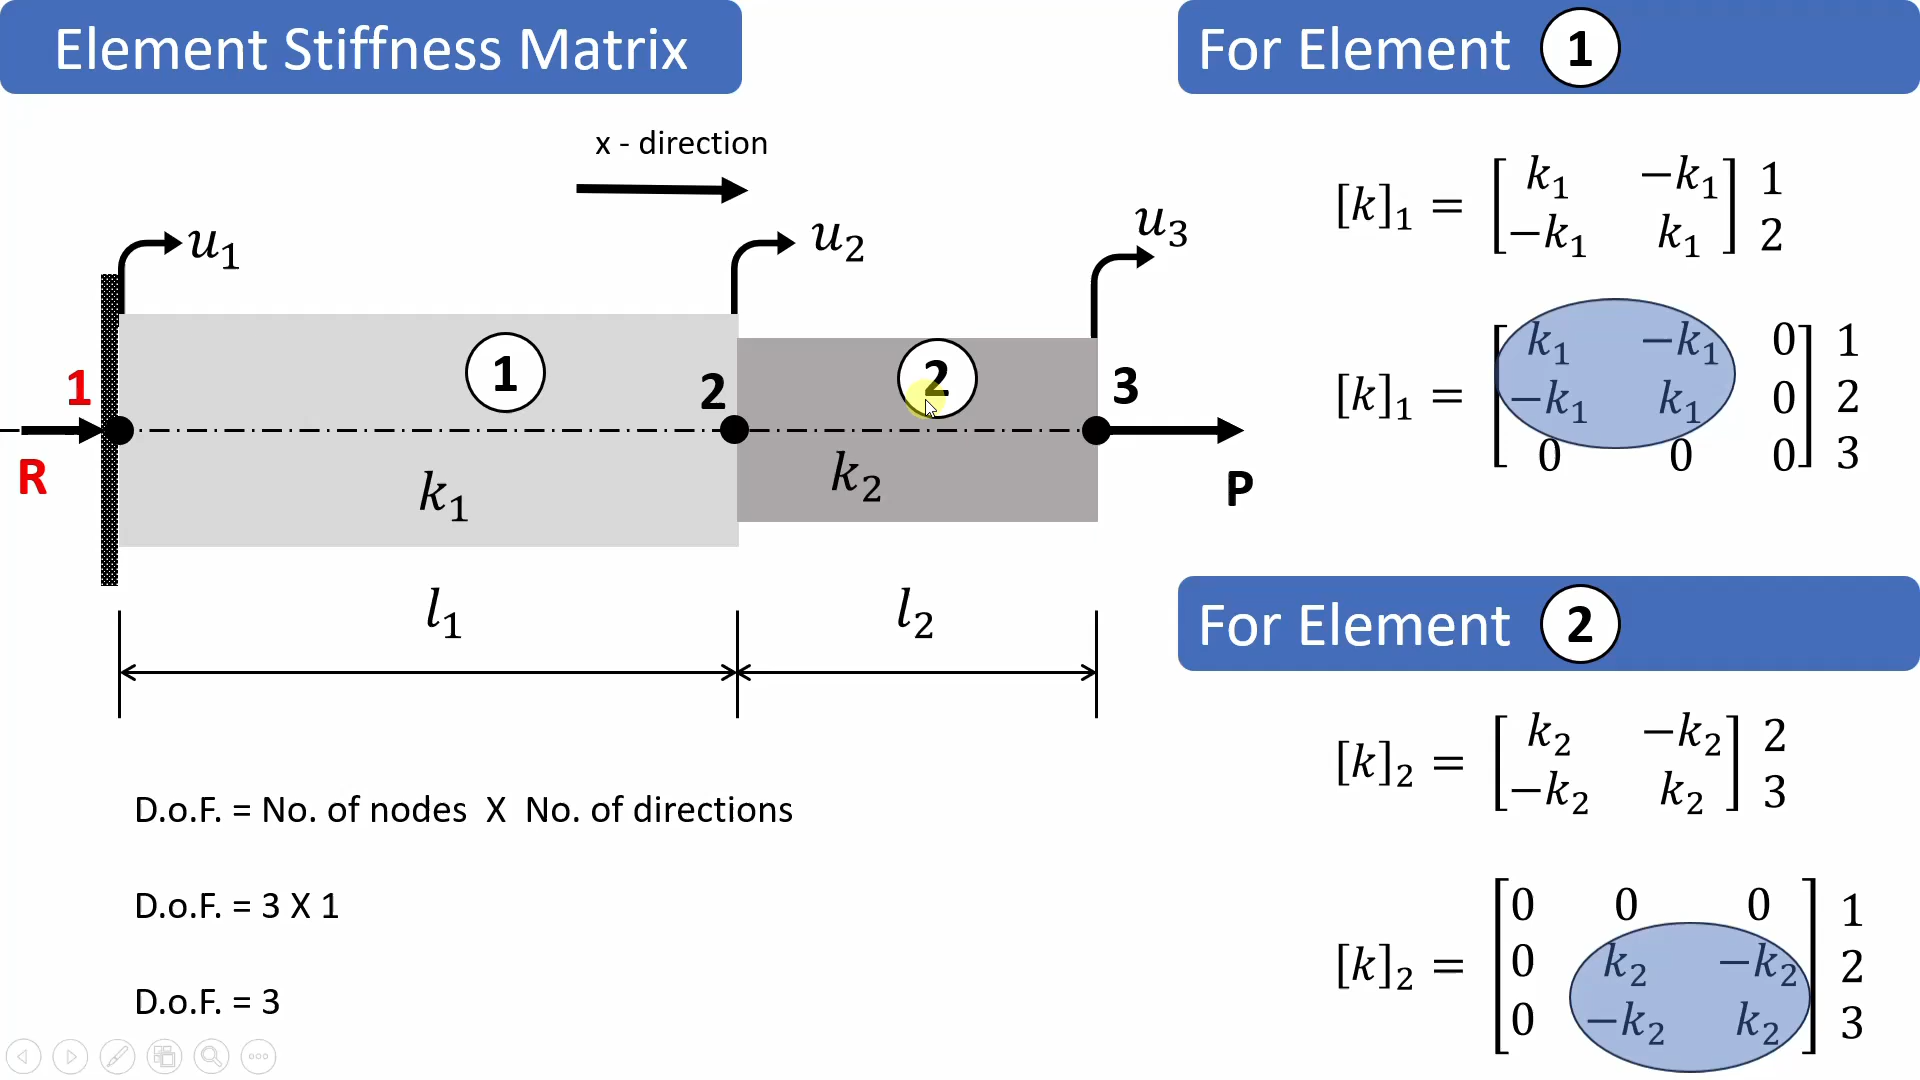 Element Stiffness Matrix
x - direction
u₁
u₂
u₃
1
1
2
2
3
R
k₁
k₂
P
l₁
l₂
D.o.F. = No. of nodes X No. of directions
D.o.F. = 3 X 1
D.o.F. = 3
For Element 1
[k]₁ =
k₁ −k₁ 1
−k₁ k₁ 2
[k]₁ =
k₁ −k₁ 0 1
−k₁ k₁ 0 2
0 0 0 3
For Element 2
[k]₂ =
k₂ −k₂ 2
−k₂ k₂ 3
[k]₂ =
0 0 0 1
0 k₂ −k₂ 2
0 −k₂ k₂ 3